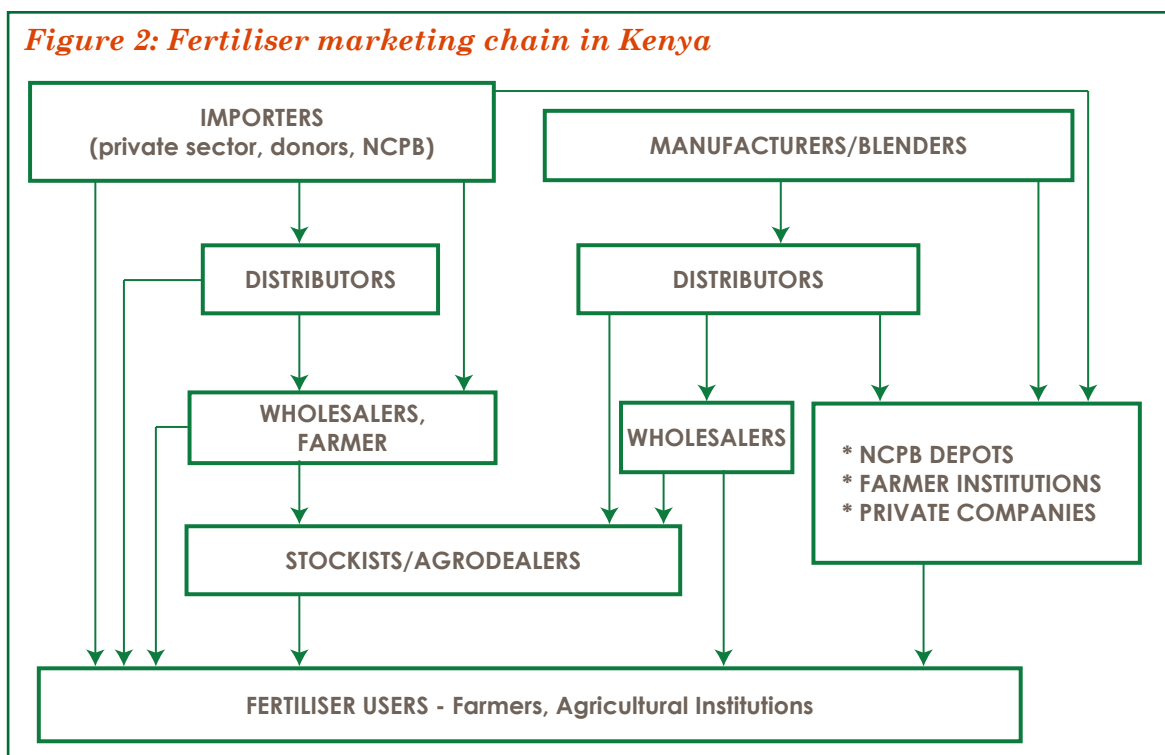 Figure 2: Fertiliser marketing chain in Kenya
IMPORTERS
(private sector, donors, NCPB)
MANUFACTURERS/BLENDERS
DISTRIBUTORS
DISTRIBUTORS
WHOLESALERS,
FARMER
WHOLESALERS
* NCPB DEPOTS
* FARMER INSTITUTIONS
* PRIVATE COMPANIES
STOCKISTS/AGRODEALERS
FERTILISER USERS - Farmers, Agricultural Institutions